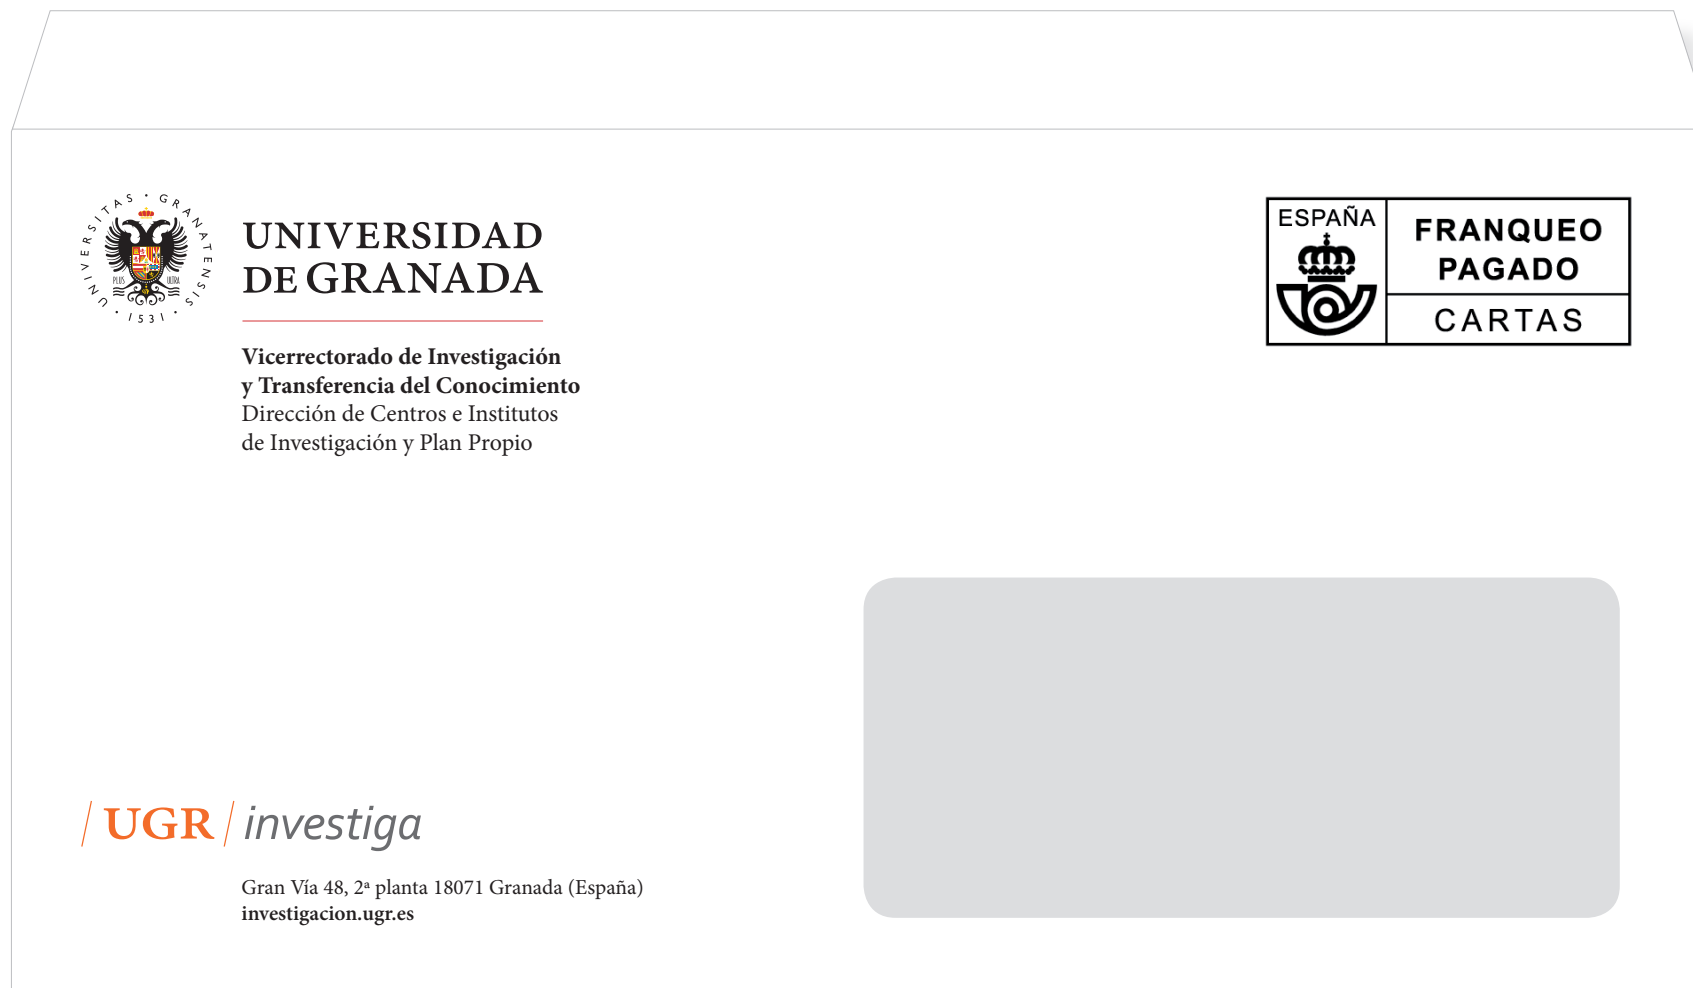 UNIVERSITAS · GRANATENSIS · 1531 ·
PLUS ULTRA
UNIVERSIDAD
DE GRANADA
Vicerrectorado de Investigación
y Transferencia del Conocimiento
Dirección de Centros e Institutos
de Investigación y Plan Propio
ESPAÑA
FRANQUEO
PAGADO
CARTAS
/ UGR / investiga
Gran Vía 48, 2ª planta 18071 Granada (España)
investigacion.ugr.es